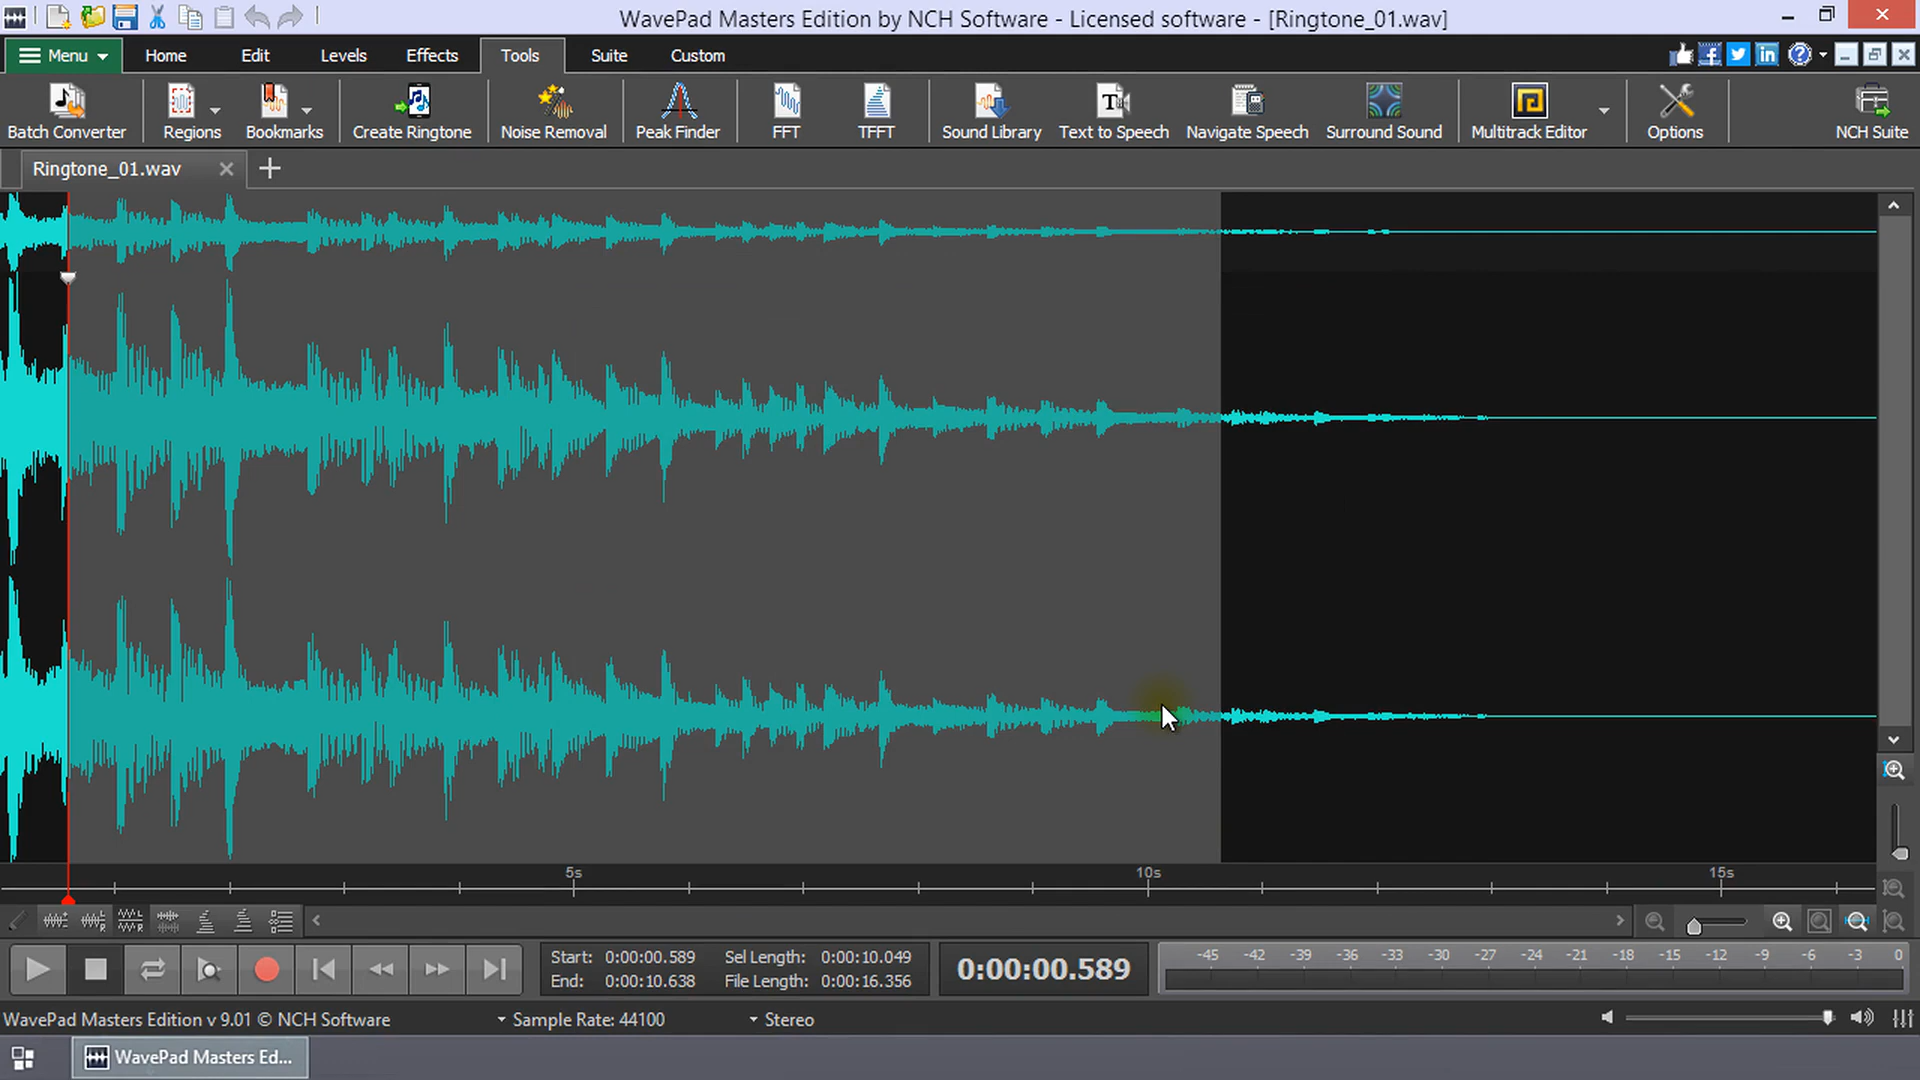 WavePad Masters Edition by NCH Software - Licensed software - [Ringtone_01.wav]
Menu Home Edit Levels Effects Tools Suite Custom
Batch Converter Regions Bookmarks Create Ringtone Noise Removal Peak Finder FFT TFFT Sound Library Text to Speech Navigate Speech Surround Sound Multitrack Editor Options NCH Suite
Ringtone_01.wav
5s 10s 15s
Start: 0:00:00.589 Sel Length: 0:00:10.049
End: 0:00:10.638 File Length: 0:00:16.356
0:00:00.589
-45 -42 -39 -36 -33 -30 -27 -24 -21 -18 -15 -12 -9 -6 -3 0
WavePad Masters Edition v 9.01 © NCH Software Sample Rate: 44100 Stereo
WavePad Masters Ed...